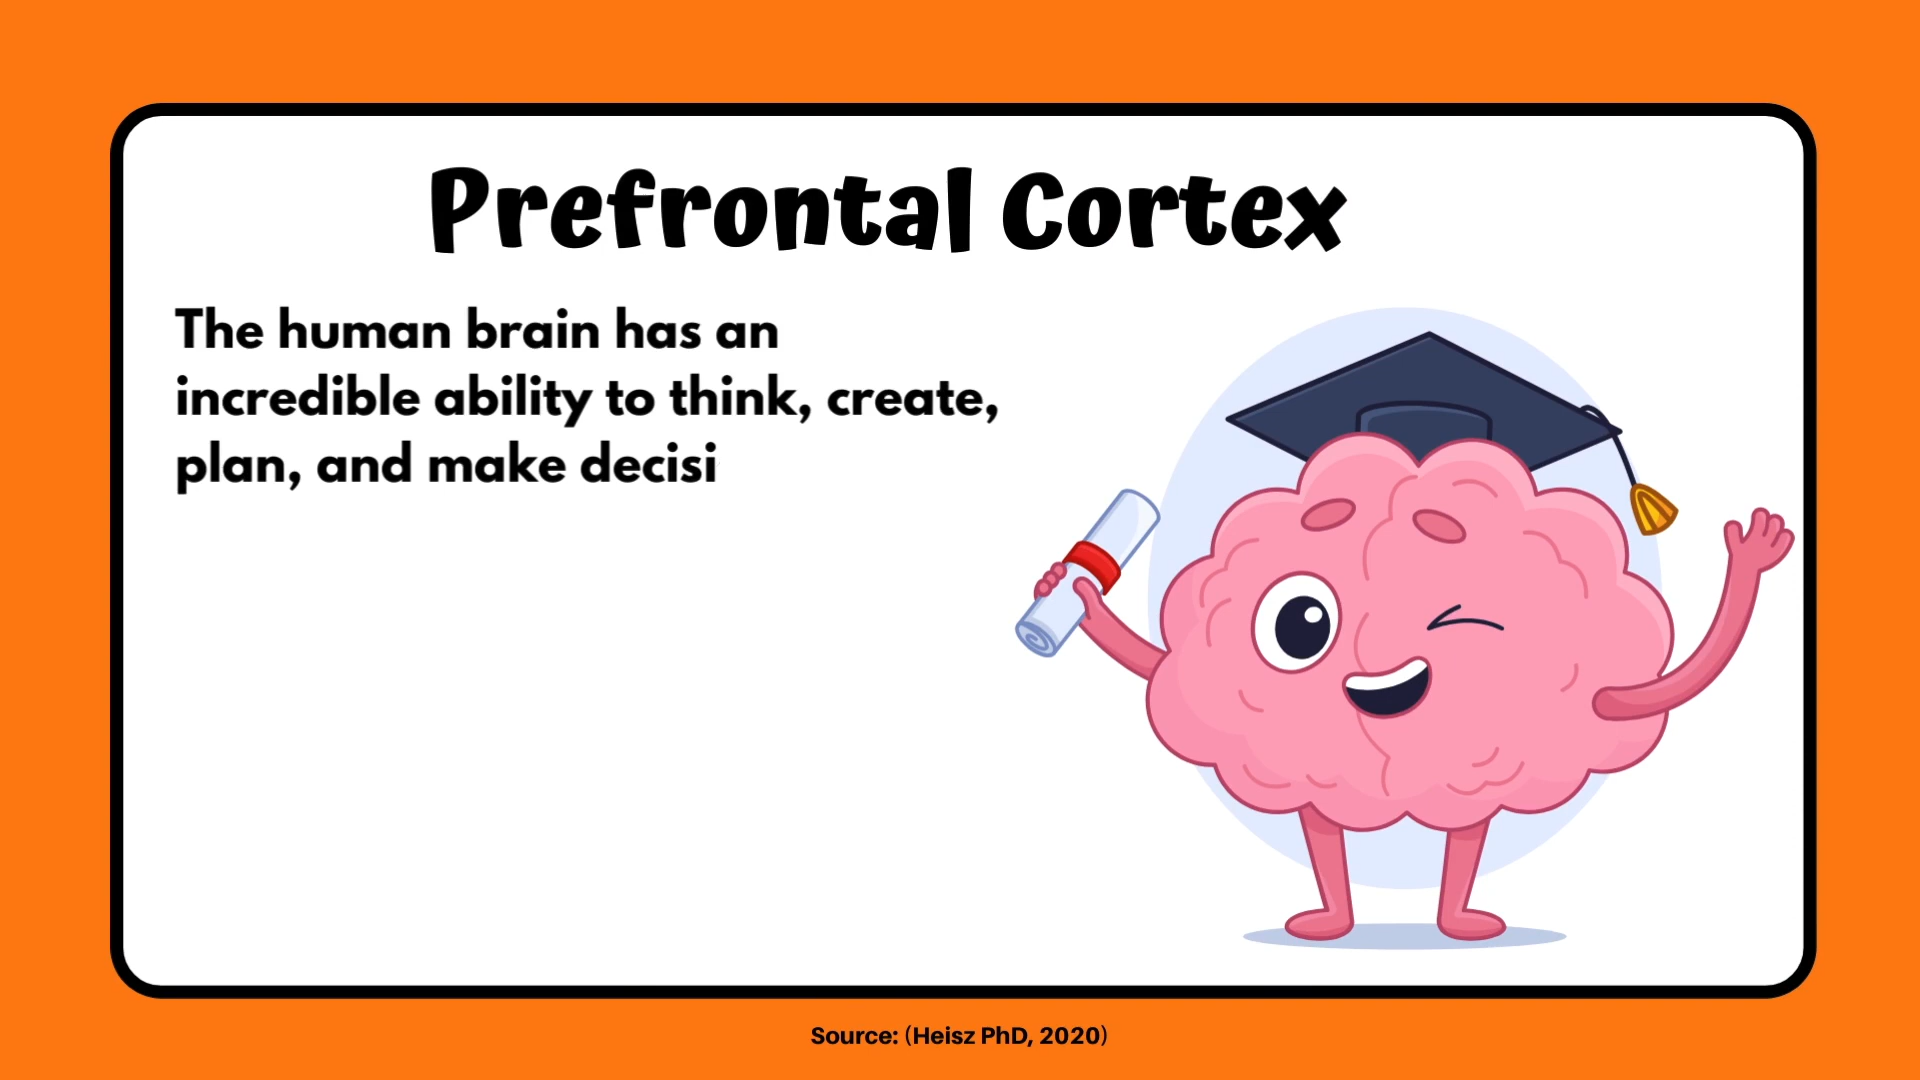 Prefrontal Cortex
The human brain has an
incredible ability to think, create,
plan, and make decisi
Source: (Heisz PhD, 2020)